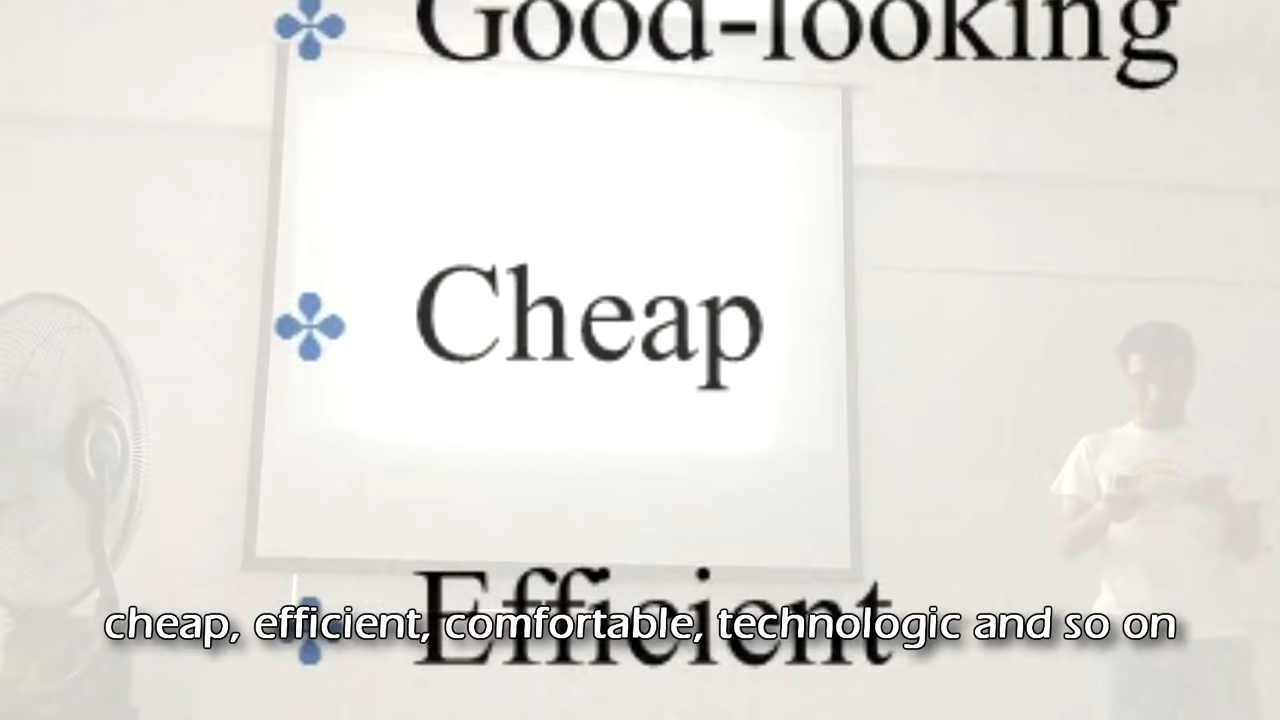 Good-looking
Cheap
Efficient
cheap, efficient, comfortable, technologic and so on